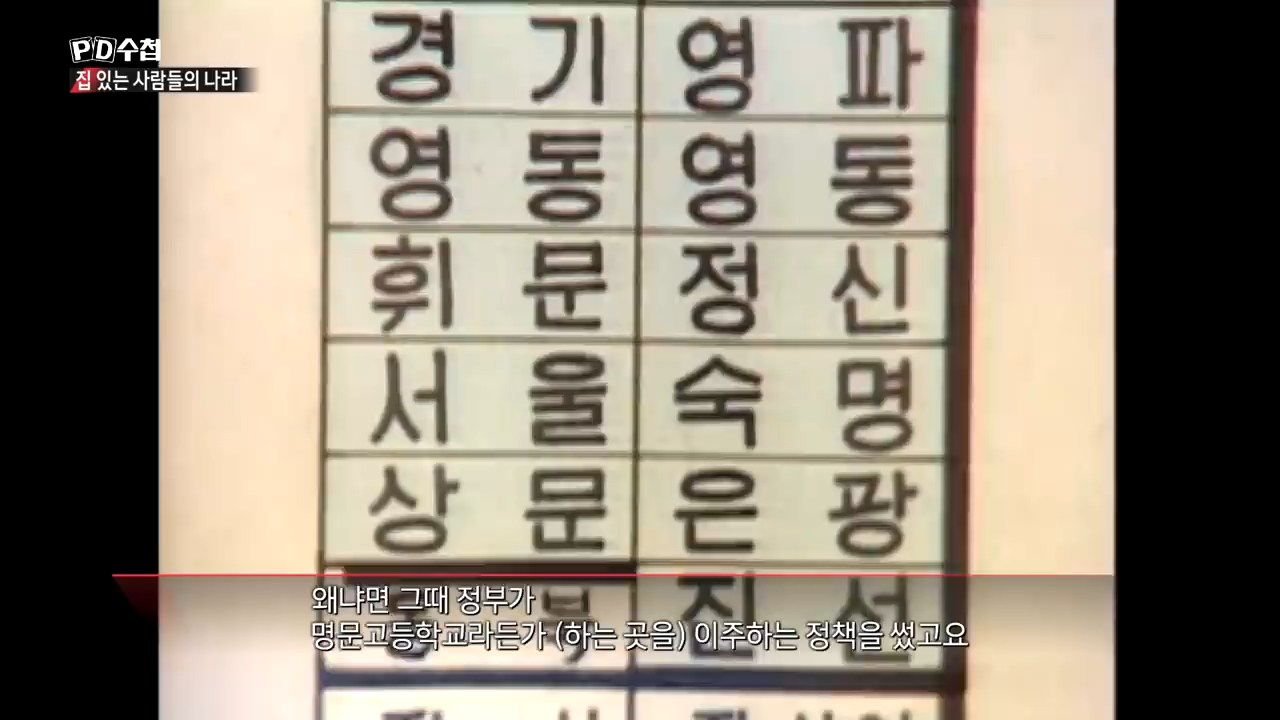 PD수첩
집 있는 사람들의 나라
경 기 영 파
영 동 영 동
휘 문 정 신
서 울 숙 명
상 문 은 광
진 선
왜냐면 그때 정부가
명문고등학교라든가 (하는 곳을) 이주하는 정책을 썼고요